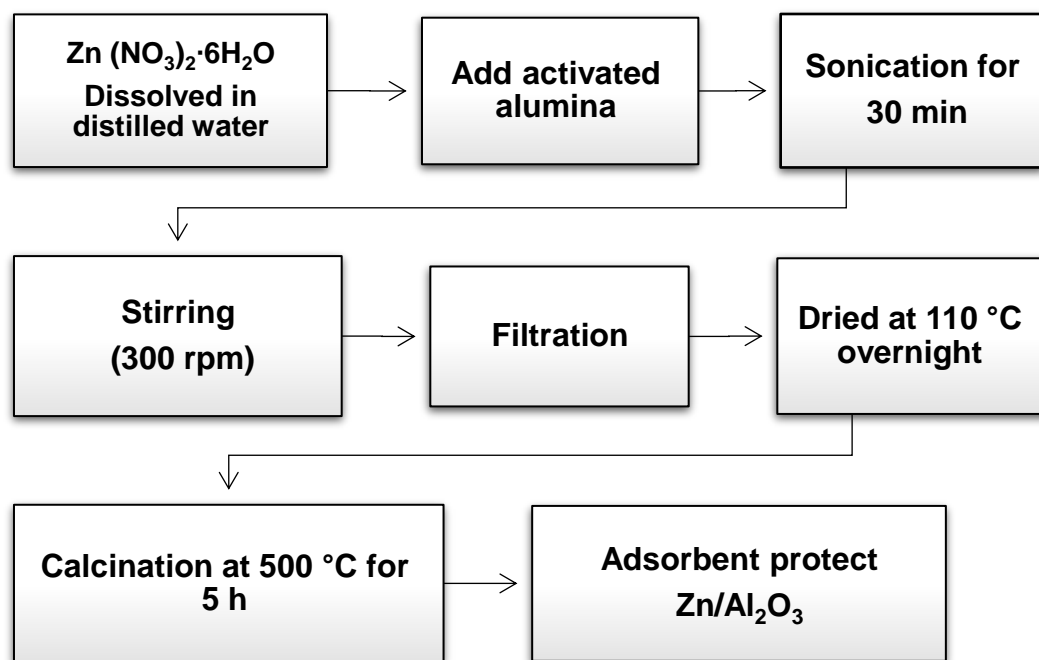 Zn (NO₃)₂·6H₂O
Dissolved in
distilled water
Add activated
alumina
Sonication for
30 min
Stirring
(300 rpm)
Filtration
Dried at 110 °C
overnight
Calcination at 500 °C for
5 h
Adsorbent protect
Zn/Al₂O₃